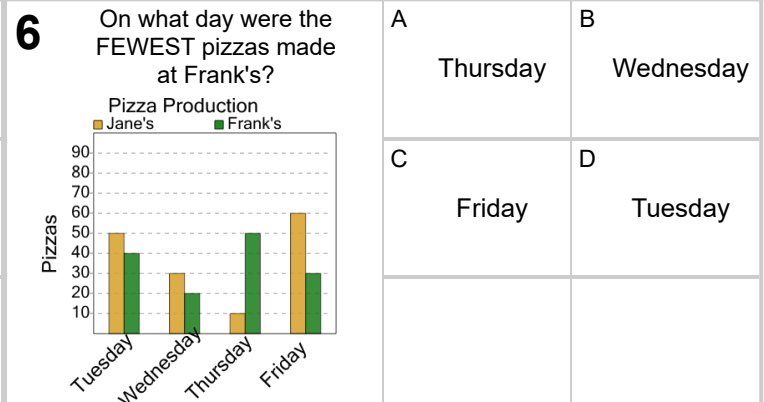 6
On what day were the
FEWEST pizzas made
at Frank's?
Pizza Production
Jane's Frank's
90
80
70
60
50
40
30
20
10
Pizzas
Tuesday
Wednesday
Thursday
Friday
A
Thursday
B
Wednesday
C
Friday
D
Tuesday